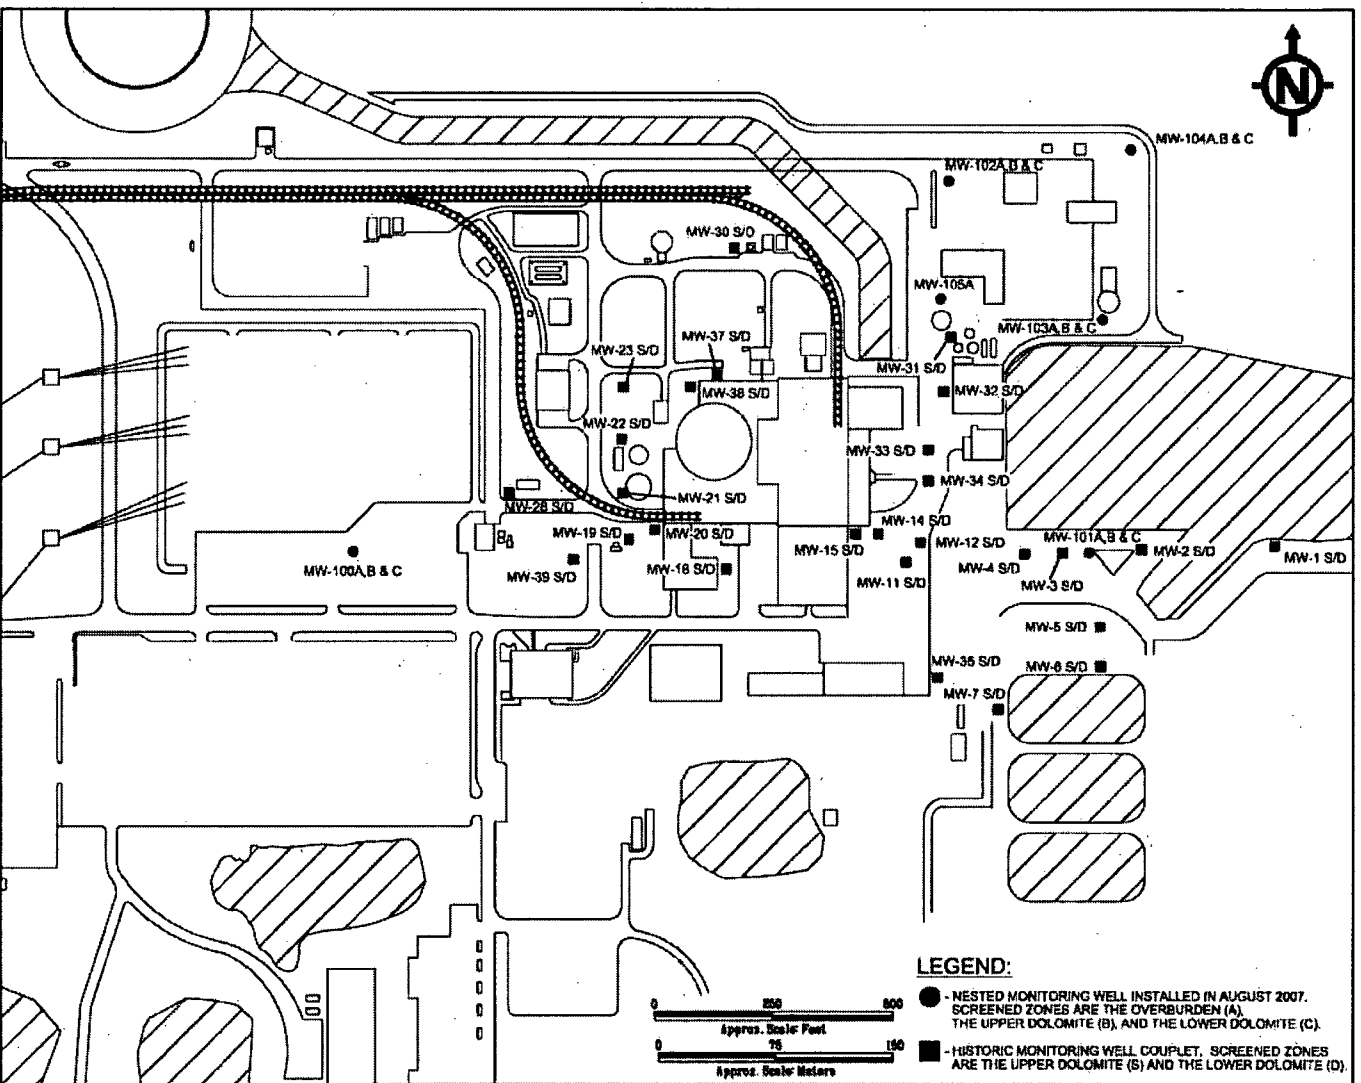 N
MW-104A,B & C
MW-102A,B & C
MW-30 S/D
MW-105A
MW-103A,B & C
MW-37 S/D
MW-23 S/D
MW-31 S/D
MW-38 S/D
MW-32 S/D
MW-22 S/D
MW-33 S/D
MW-34 S/D
MW-21 S/D
MW-28 S/D
MW-14 S/D
MW-19 S/D
MW-20 S/D
MW-101A,B & C
MW-15 S/D
MW-12 S/D
MW-2 S/D
MW-1 S/D
MW-100A,B & C
MW-39 S/D
MW-18 S/D
MW-11 S/D
MW-4 S/D
MW-3 S/D
MW-5 S/D
MW-35 S/D
MW-6 S/D
MW-7 S/D
LEGEND:
- NESTED MONITORING WELL INSTALLED IN AUGUST 2007.
SCREENED ZONES ARE THE OVERBURDEN (A),
THE UPPER DOLOMITE (B), AND THE LOWER DOLOMITE (C).
- HISTORIC MONITORING WELL COUPLET, SCREENED ZONES
ARE THE UPPER DOLOMITE (S) AND THE LOWER DOLOMITE (D).
0 250 500
Approx. Scale Feet
0 75 150
Approx. Scale Meters